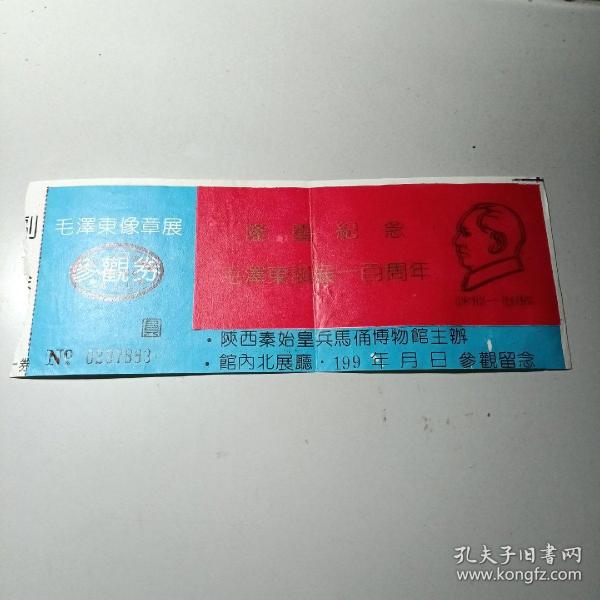 毛澤東像章展
參觀券
圓
№ 0237893
隆重紀念
毛澤東誕辰一百周年
·陝西秦始皇兵馬俑博物館主辦
·館內北展廳·199 年 月 日 參觀留念
券
孔夫子旧书网
www.kongfz.com